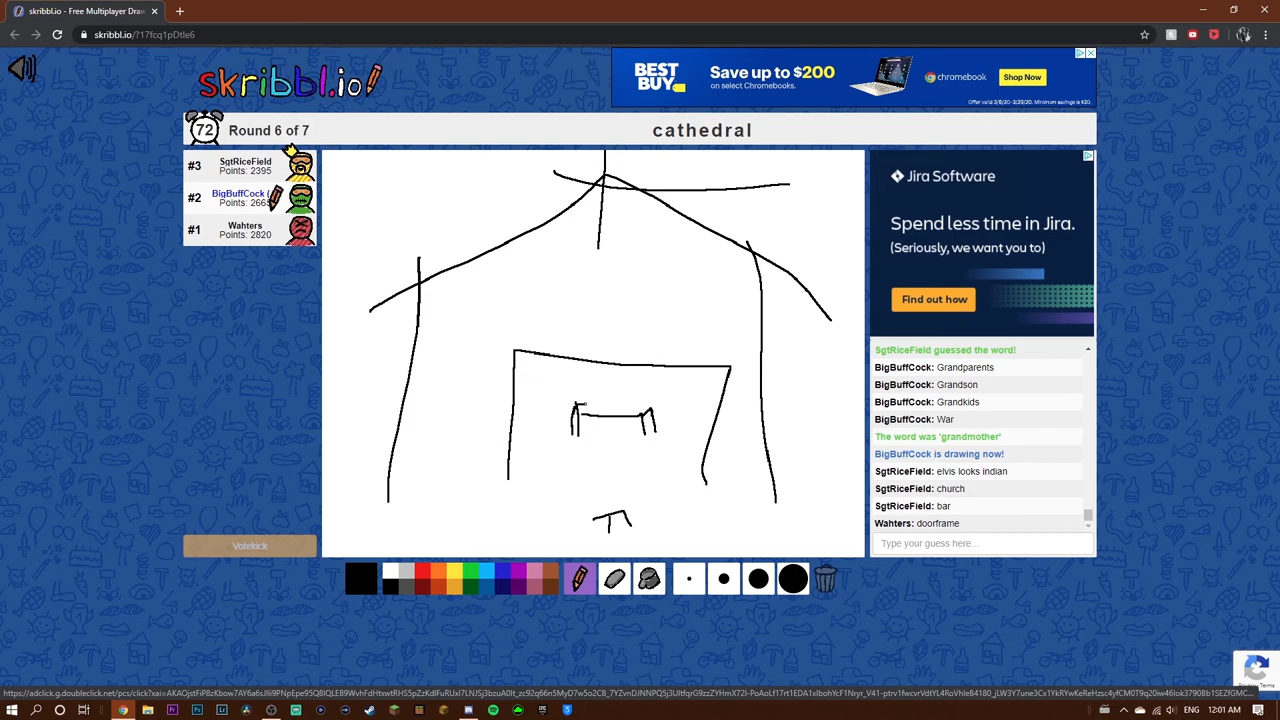 skribbl.io - Free Multiplayer Draw
skribbl.io/?17fcq1pDtle6
skribbl.io
BEST BUY
Save up to $200
on select Chromebooks.
chromebook
Shop Now
72
Round 6 of 7
cathedral
#3
SgtRiceField
Points: 2395
#2
BigBuffCock (
Points: 2665
#1
Wahters
Points: 2820
Votekick
Jira Software
Spend less time in Jira.
(Seriously, we want you to)
Find out how
SgtRiceField guessed the word!
BigBuffCock: Grandparents
BigBuffCock: Grandson
BigBuffCock: Grandkids
BigBuffCock: War
The word was 'grandmother'
BigBuffCock is drawing now!
SgtRiceField: elvis looks indian
SgtRiceField: church
SgtRiceField: bar
Wahters: doorframe
Type your guess here...
ENG
12:01 AM